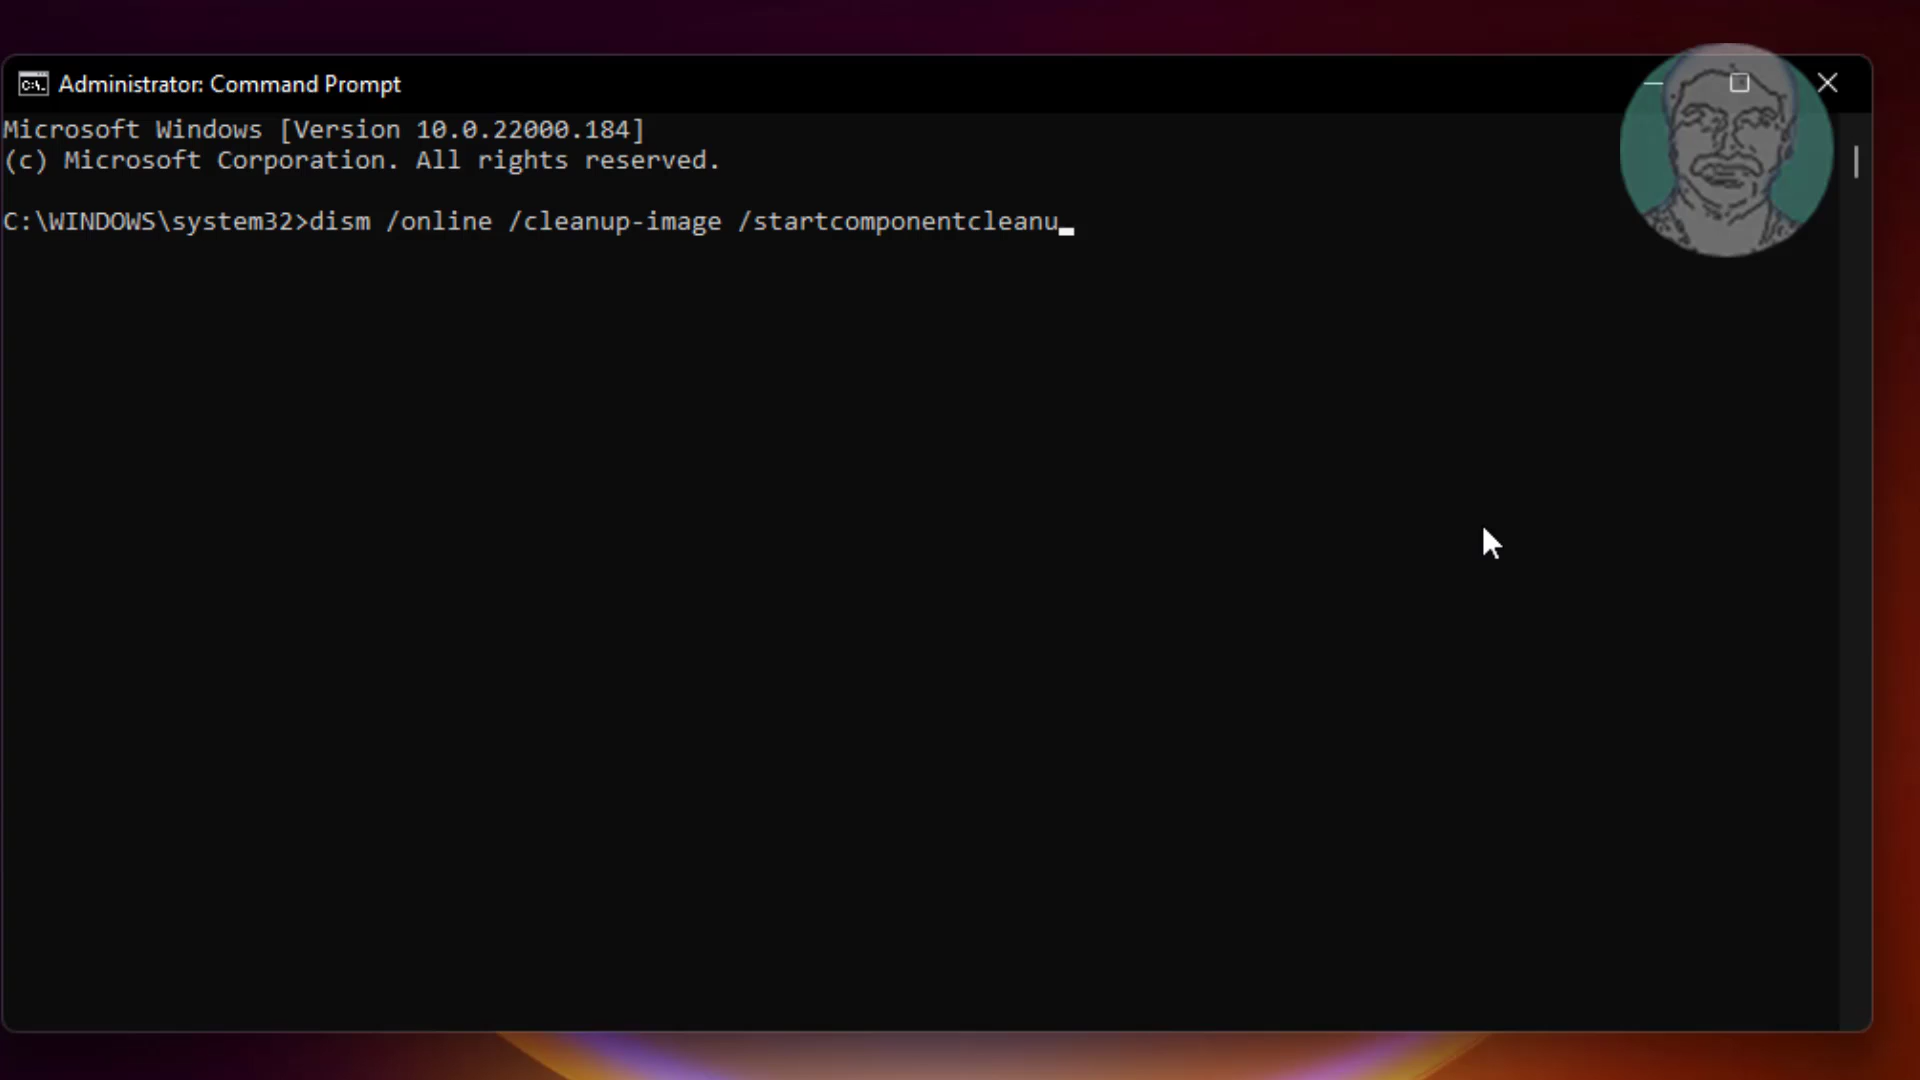 Administrator: Command Prompt
Microsoft Windows [Version 10.0.22000.184]
(c) Microsoft Corporation. All rights reserved.
C:\WINDOWS\system32>dism /online /cleanup-image /startcomponentcleanu